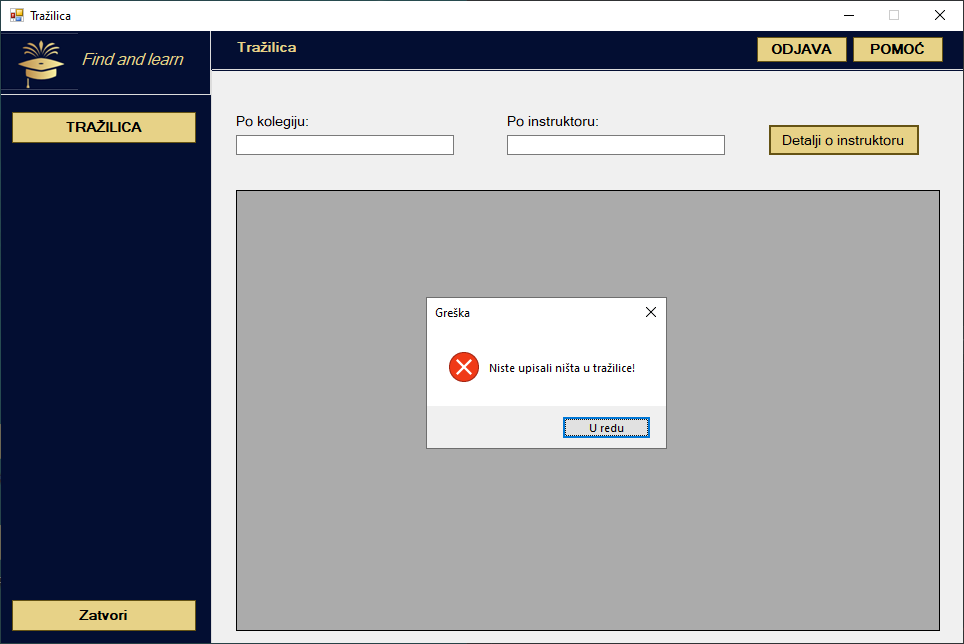 Tražilica
Find and learn
Tražilica
ODJAVA
POMOĆ
TRAŽILICA
Po kolegiju:
Po instruktoru:
Detalji o instruktoru
Greška
Niste upisali ništa u tražilice!
U redu
Zatvori